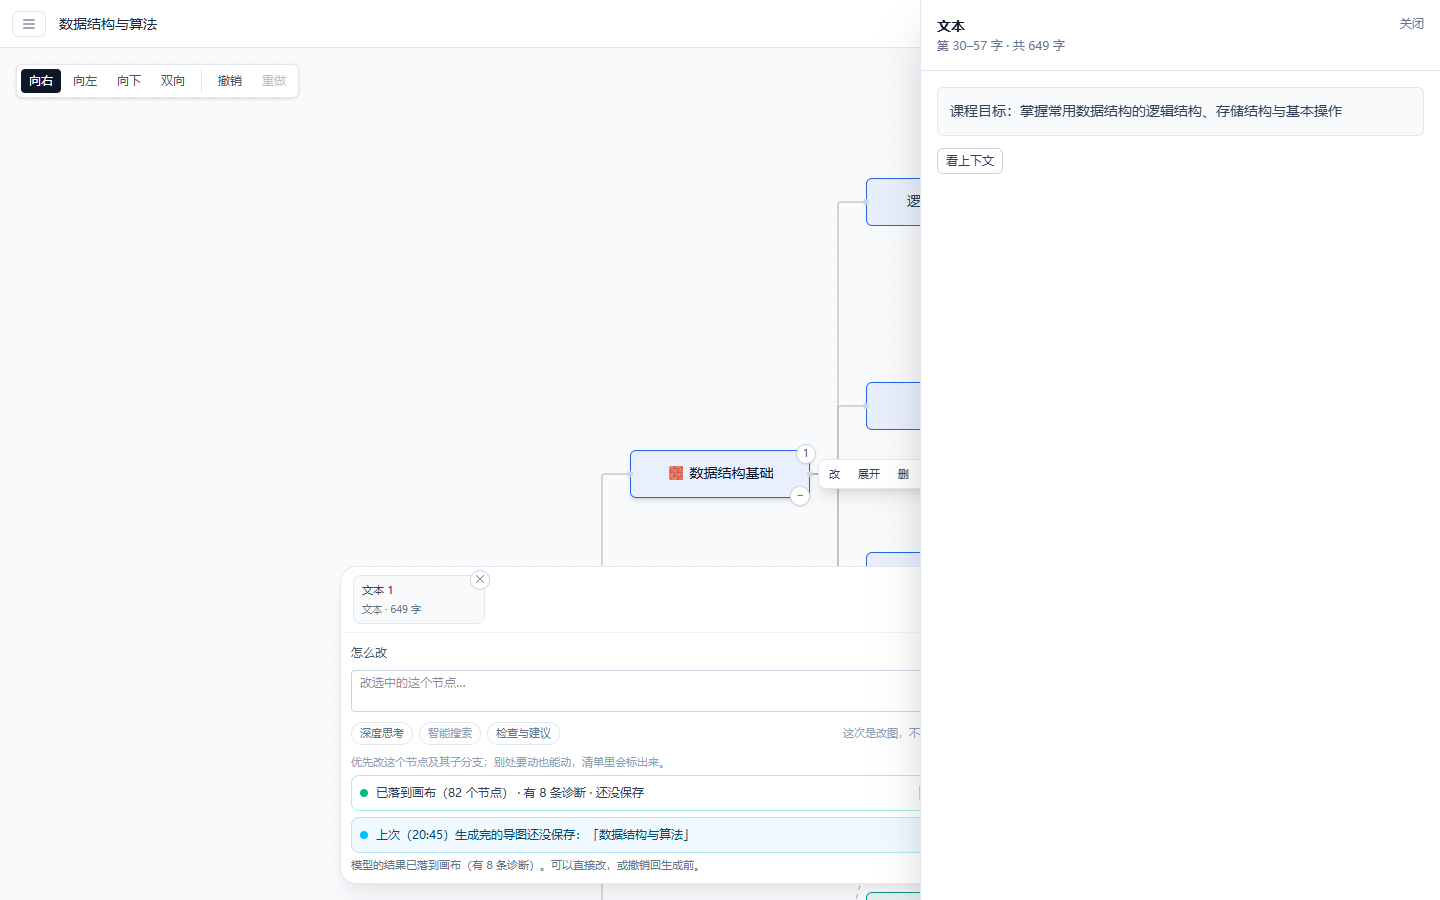 数据结构与算法
向右 向左 向下 双向 撤销 重做
逻
1
🧱 数据结构基础
改 展开 删
文本 1
文本 · 649 字
怎么改
改选中的这个节点...
深度思考 智能搜索 检查与建议 这次是改图，不
优先改这个节点及其子分支；别处要动也能动，清单里会标出来。
已落到画布（82 个节点） · 有 8 条诊断 · 还没保存
上次（20:45）生成完的导图还没保存：「数据结构与算法」
模型的结果已落到画布（有 8 条诊断）。可以直接改，或撤销回生成前。
文本 关闭
第 30–57 字 · 共 649 字
课程目标：掌握常用数据结构的逻辑结构、存储结构与基本操作
看上下文